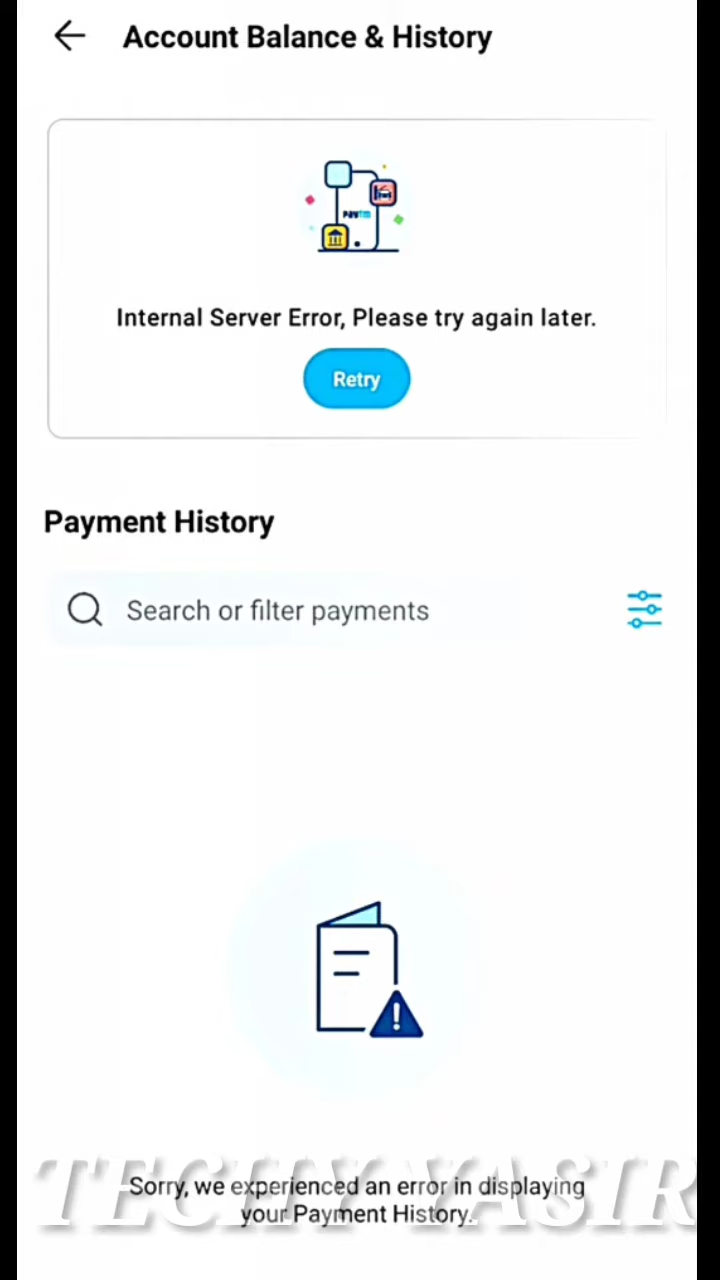 Account Balance & History
paytm
Internal Server Error, Please try again later.
Retry
Payment History
Search or filter payments
TECHY YASIR
Sorry, we experienced an error in displaying
your Payment History.